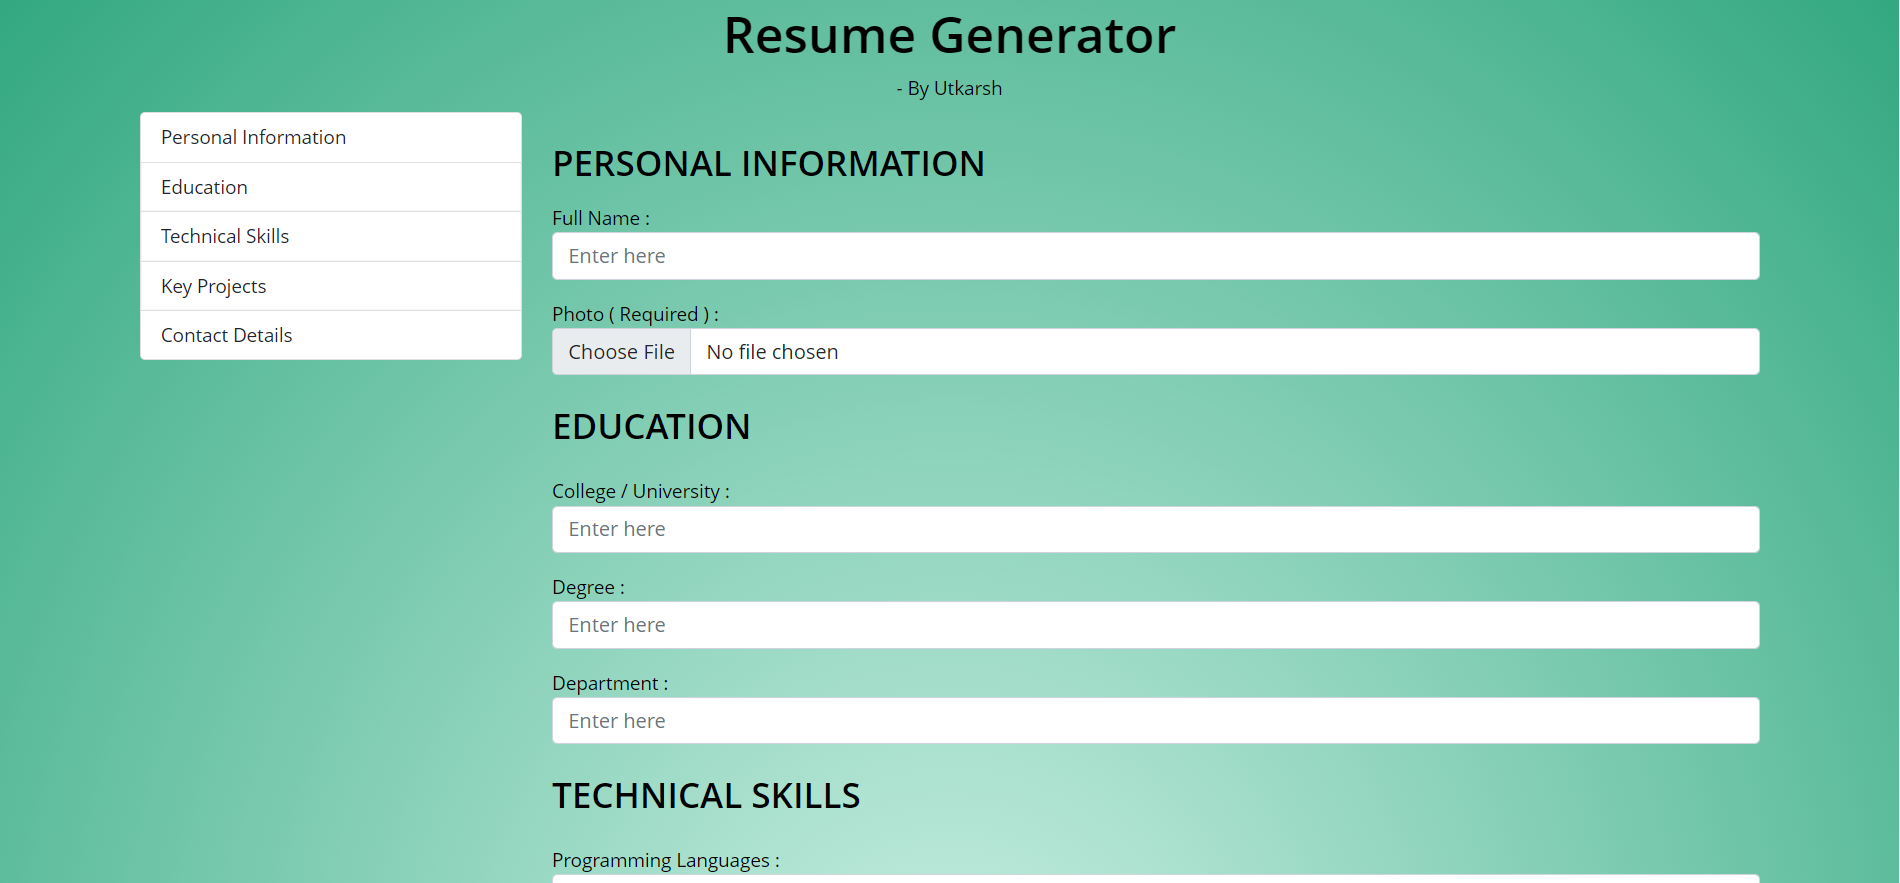 Resume Generator
- By Utkarsh
Personal Information
Education
Technical Skills
Key Projects
Contact Details
PERSONAL INFORMATION
Full Name :
Enter here
Photo ( Required ) :
Choose File No file chosen
EDUCATION
College / University :
Enter here
Degree :
Enter here
Department :
Enter here
TECHNICAL SKILLS
Programming Languages :